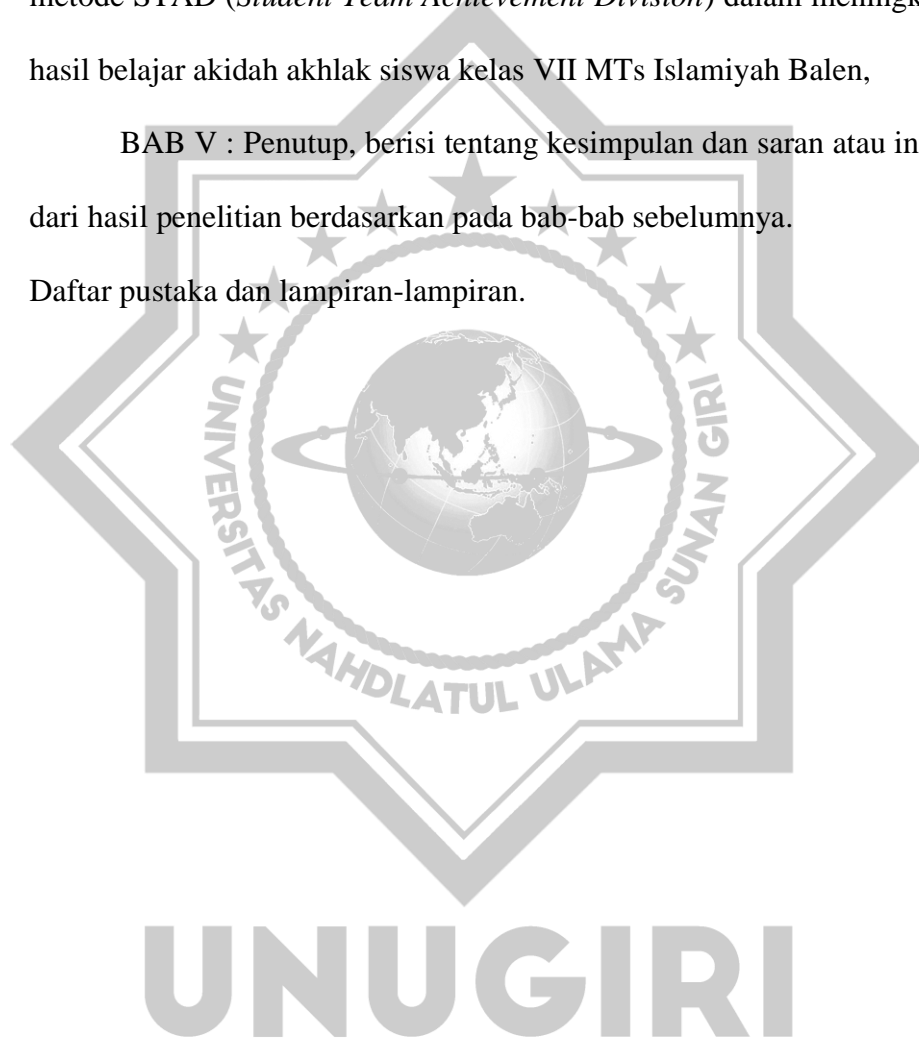 metode STAD (Student Team Achievement Division) dalam
hasil belajar akidah akhlak siswa kelas VII MTs Islamiyah Balen,
BAB V : Penutup, berisi tentang kesimpulan dan saran atau
dari hasil penelitian berdasarkan pada bab-bab sebelumnya.
Daftar pustaka dan lampiran-lampiran.
UNIVERSITAS NAHDLATUL ULAMA SUNAN GIRI
UNUGIRI